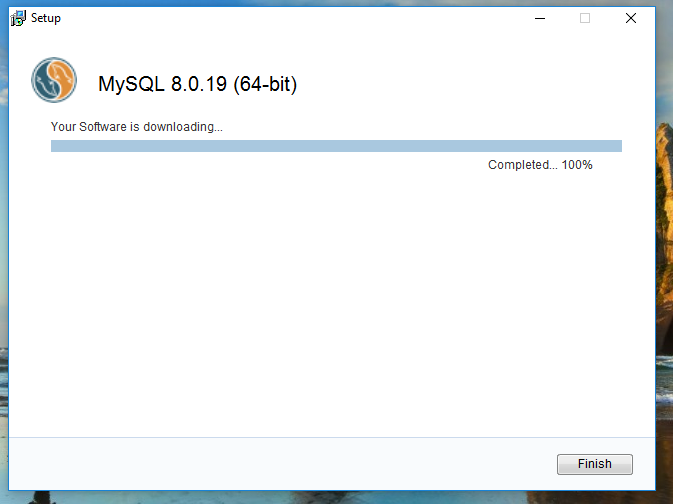 Setup
MySQL 8.0.19 (64-bit)
Your Software is downloading...
Completed... 100%
Finish